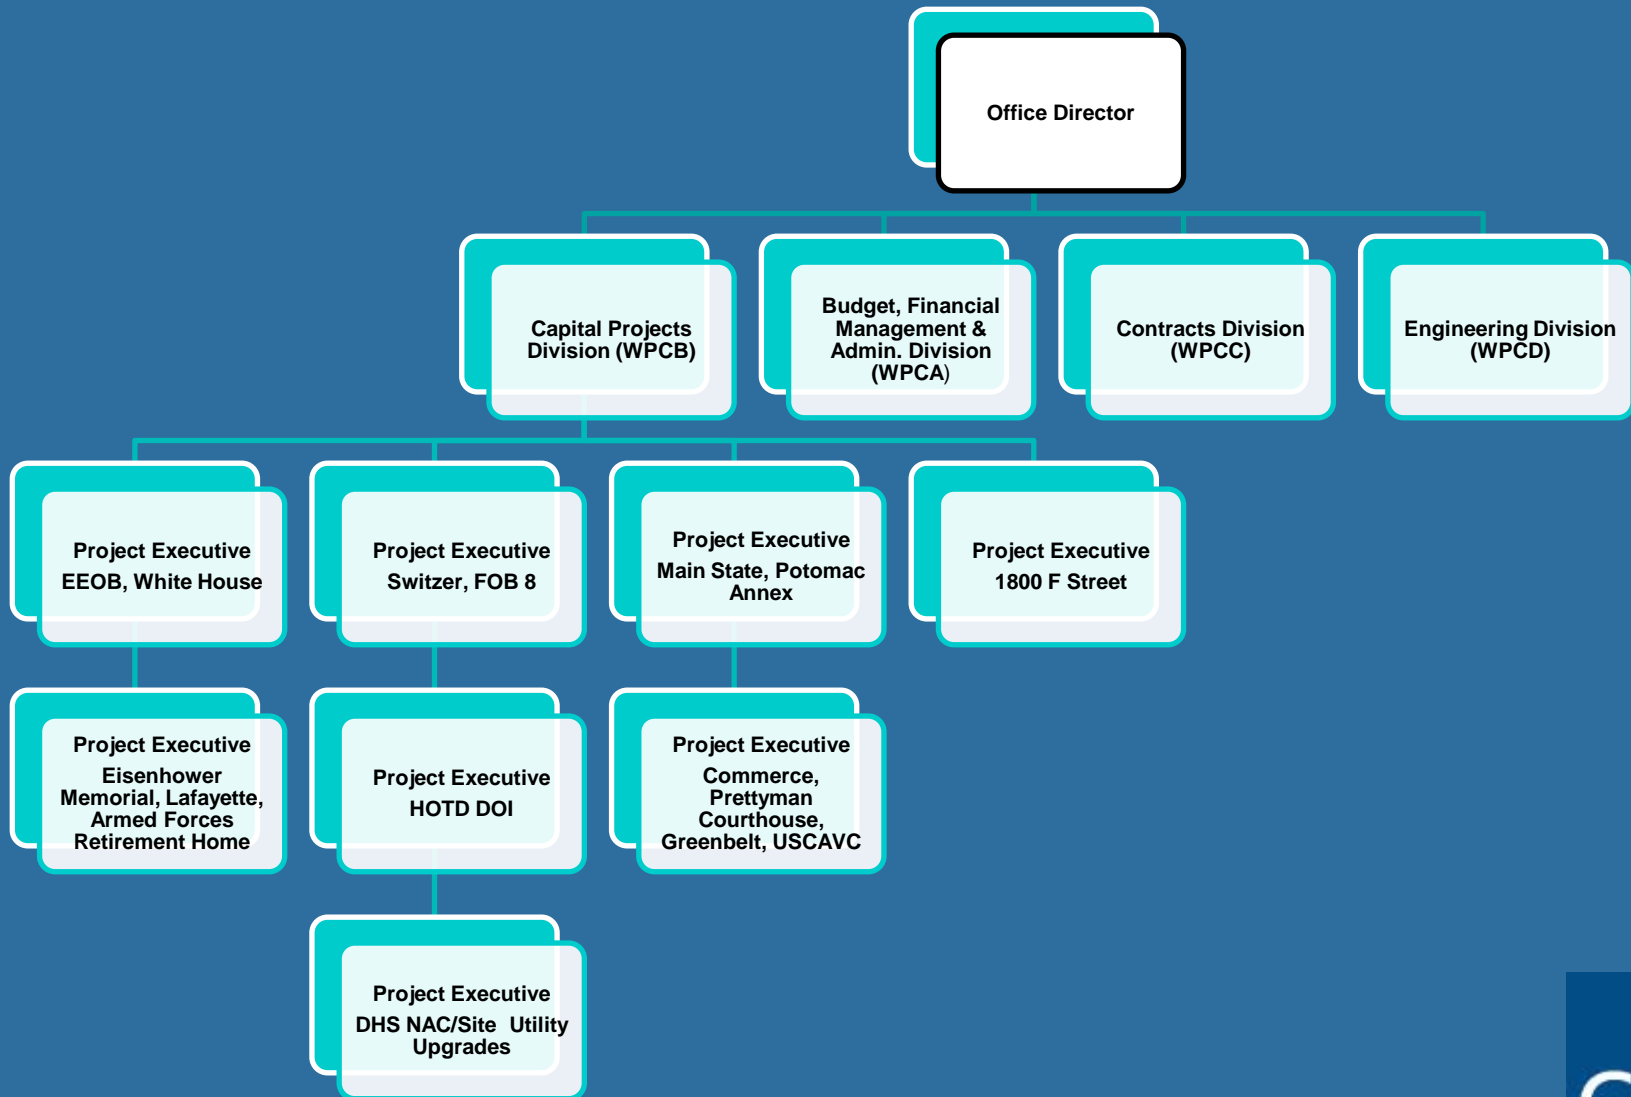 Office Director
Capital Projects
Division (WPCB)
Budget, Financial
Management &
Admin. Division
(WPCA)
Contracts Division
(WPCC)
Engineering Division
(WPCD)
Project Executive
EEOB, White House
Project Executive
Switzer, FOB 8
Project Executive
Main State, Potomac
Annex
Project Executive
1800 F Street
Project Executive
Eisenhower
Memorial, Lafayette,
Armed Forces
Retirement Home
Project Executive
HOTD DOI
Project Executive
Commerce,
Prettyman
Courthouse,
Greenbelt, USCAVC
Project Executive
DHS NAC/Site  Utility
Upgrades